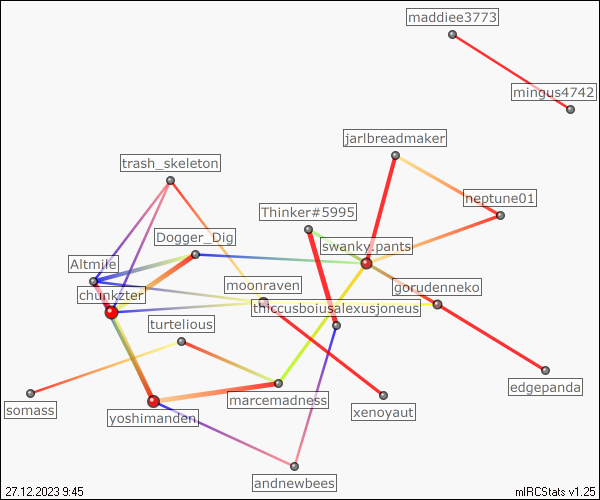 maddiee3773
mingus4742
jarlbreadmaker
trash_skeleton
neptune01
Thinker#5995
Dogger_Dig
swanky.pants
Altmile
moonraven
gorudenneko
chunkzter
thiccusboiusalexusjoneus
turtelious
edgepanda
marcemadness
somass
xenoyaut
yoshimanden
andnewbees
27.12.2023 9:45
mIRCStats v1.25